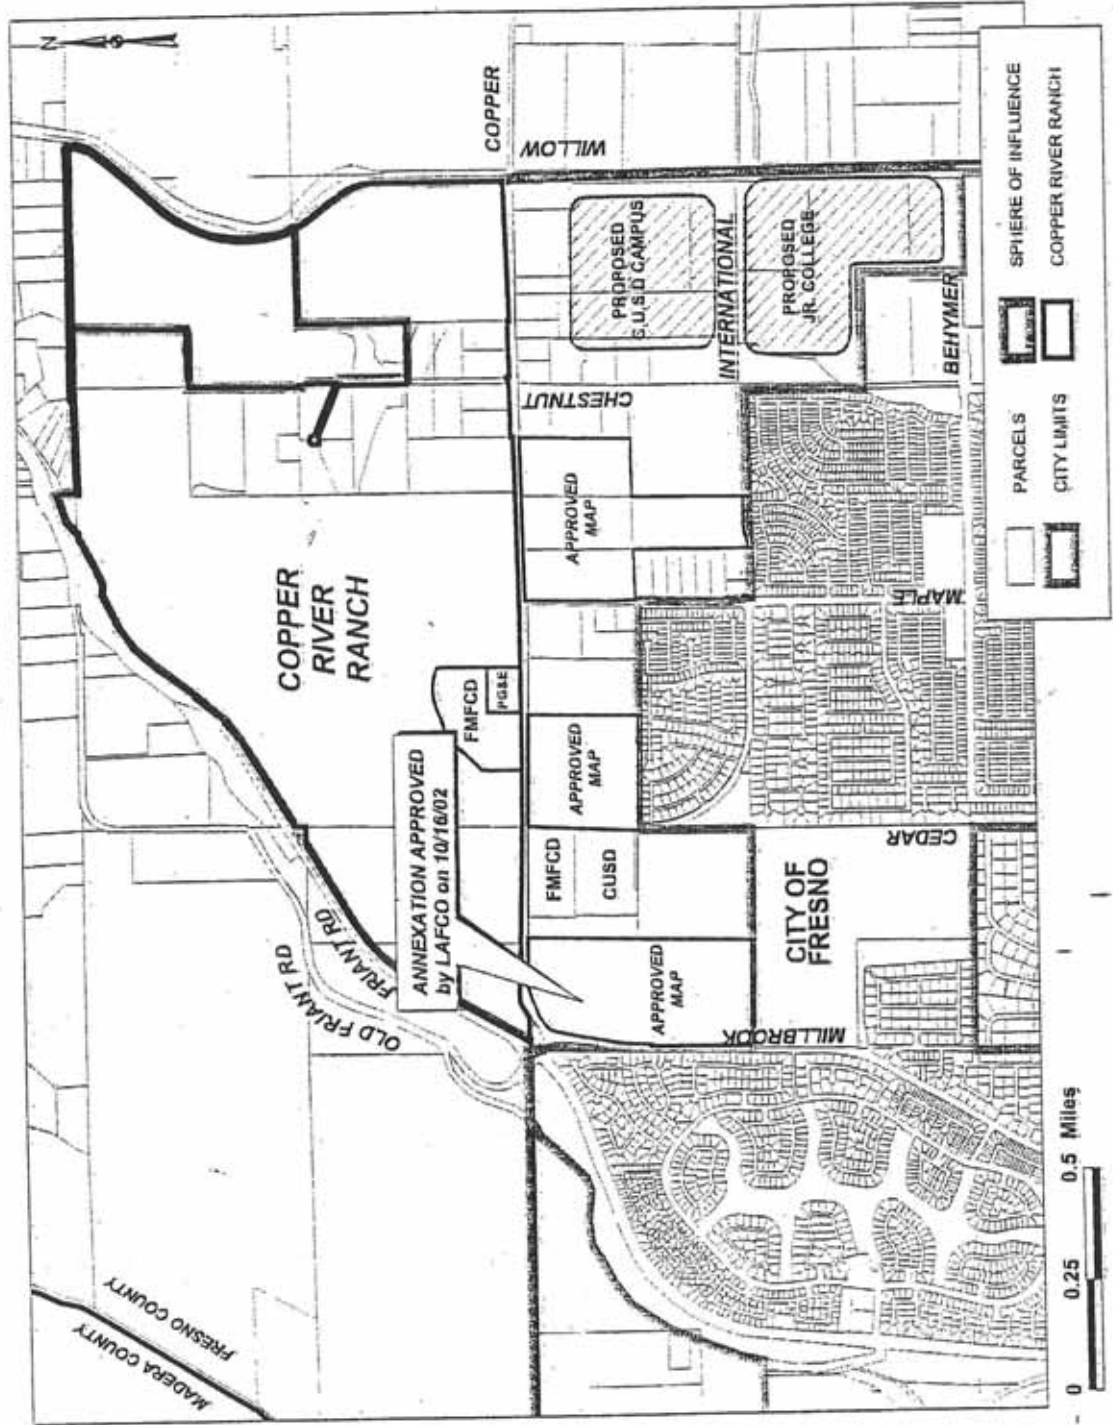 N
COPPER
WILLOW
PROPOSED
C.U.S.D CAMPUS
INTERNATIONAL
PROPOSED
JR. COLLEGE
BEHYMER
CHESTNUT
APPROVED
MAP
MAPLE
COPPER
RIVER
RANCH
FMFCD
PG&E
ANNEXATION APPROVED
by LAFCO on 10/16/02
APPROVED
MAP
FMFCD
CUSD
CEDAR
CITY OF
FRESNO
APPROVED
MAP
MILLBROOK
FRIANT RD
OLD FRIANT RD
MADERA COUNTY
FRESNO COUNTY
PARCELS
CITY LIMITS
SPHERE OF INFLUENCE
COPPER RIVER RANCH
0 0.25 0.5 Miles